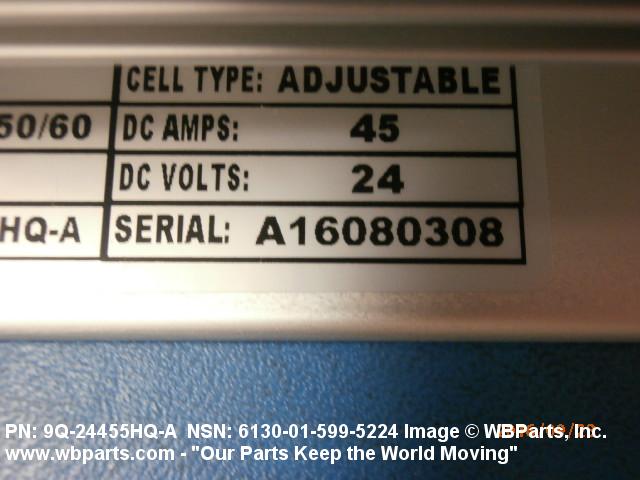 CELL TYPE: ADJUSTABLE
50/60 DC AMPS: 45
DC VOLTS: 24
HQ-A SERIAL: A16080308
PN: 9Q-24455HQ-A NSN: 6130-01-599-5224 Image © WBParts, Inc.
www.wbparts.com - "Our Parts Keep the World Moving"